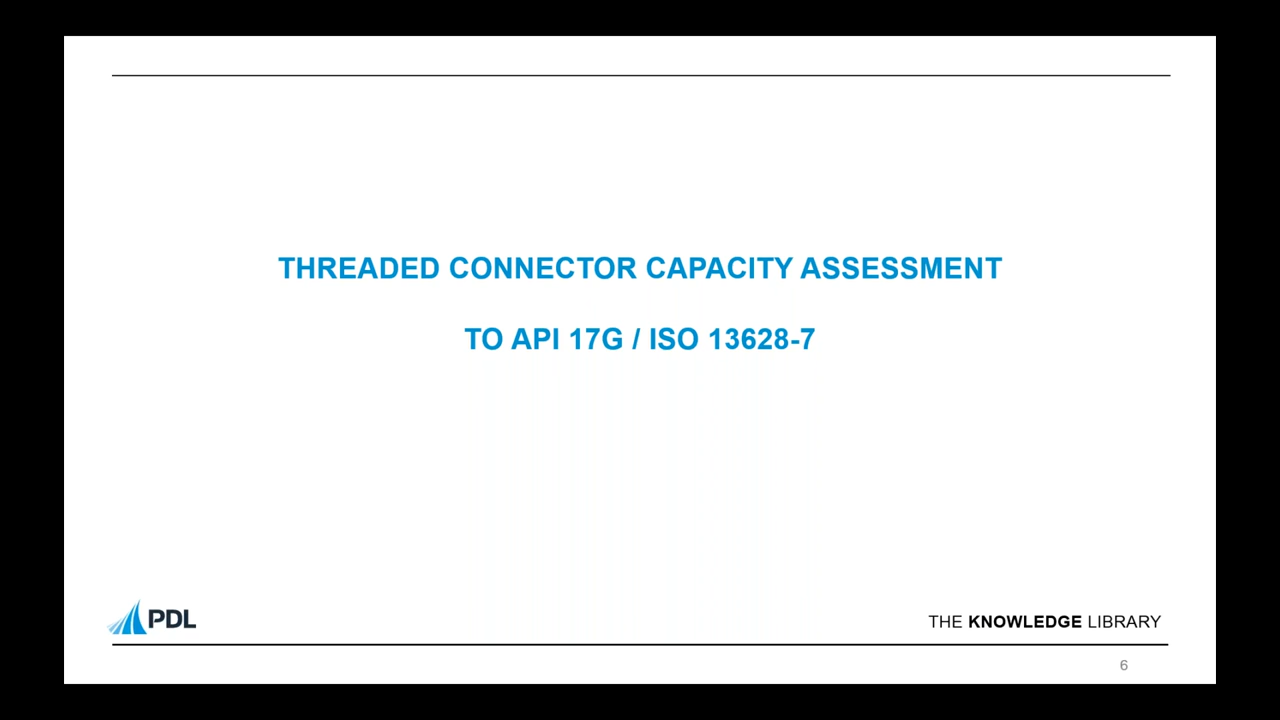 THREADED CONNECTOR CAPACITY ASSESSMENT
TO API 17G / ISO 13628-7
PDL
THE KNOWLEDGE LIBRARY
6